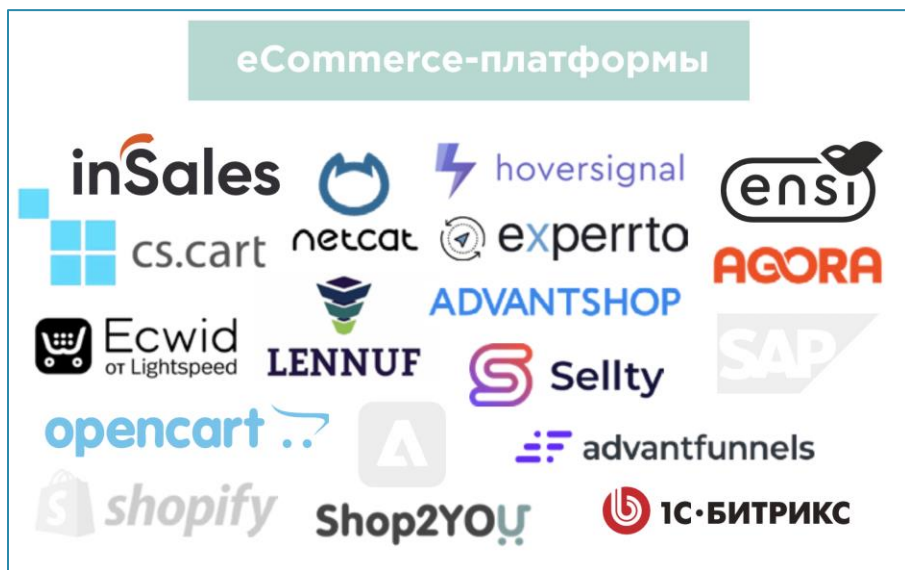 eCommerce-платформы
inSales
hoversignal
ensi
cs.cart
netcat
experrto
AGORA
ADVANTSHOP
Ecwid
от Lightspeed
LENNUF
Sellty
SAP
opencart
advantfunnels
shopify
Shop2YOU
1С·БИТРИКС